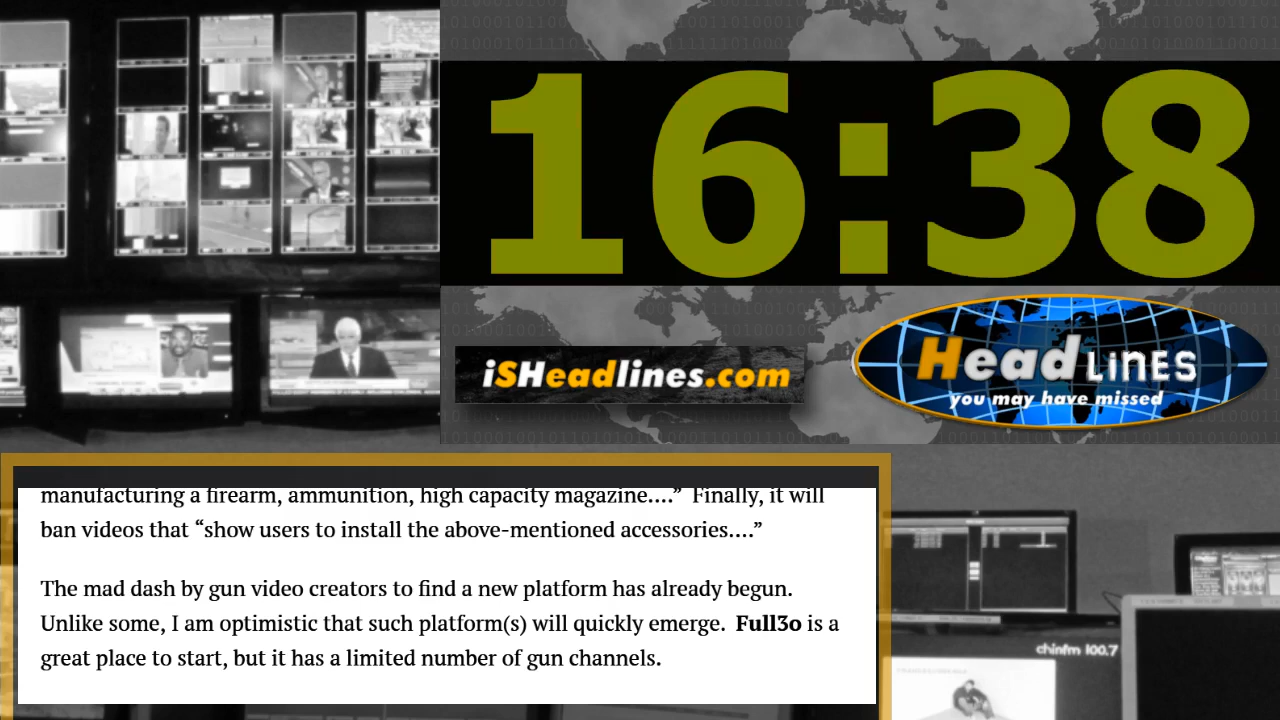 16:38
iSHeadlines.com
HeadLINES
you may have missed
manufacturing a firearm, ammunition, high capacity magazine....” Finally, it will
ban videos that “show users to install the above-mentioned accessories....”
The mad dash by gun video creators to find a new platform has already begun.
Unlike some, I am optimistic that such platform(s) will quickly emerge. Full3o is a
great place to start, but it has a limited number of gun channels.
chinfm 100.7